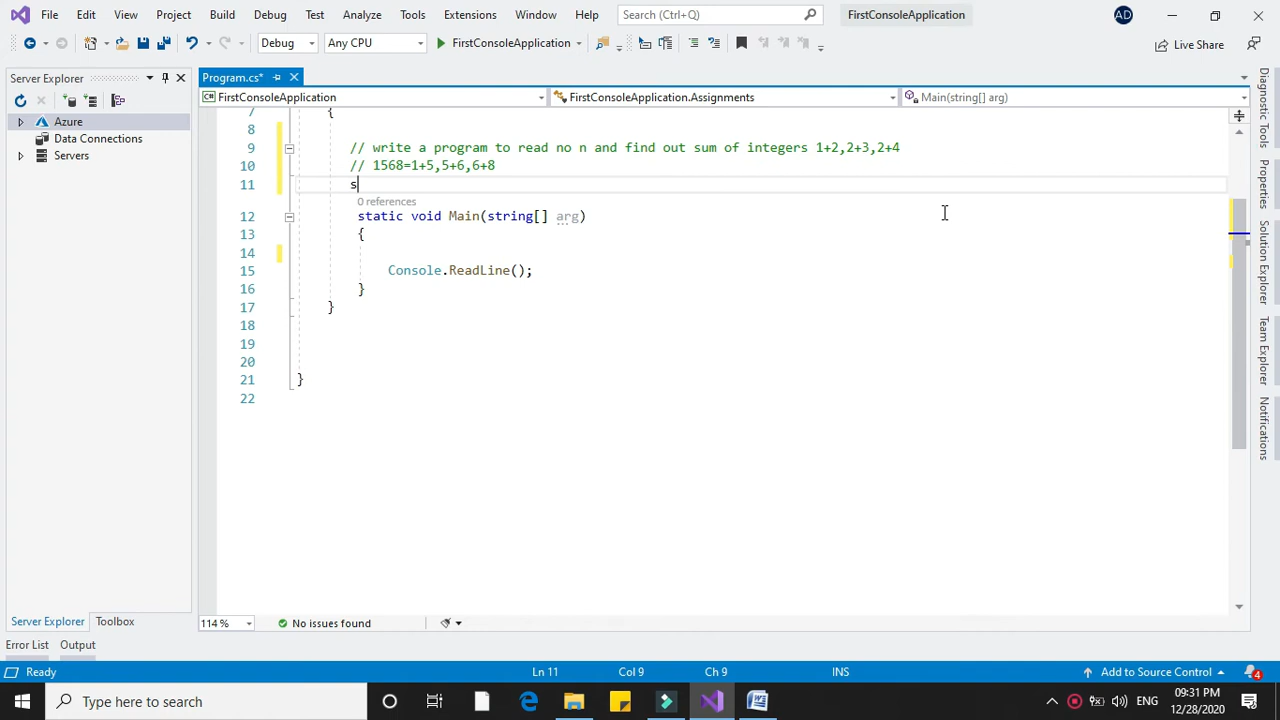 File Edit View Project Build Debug Test Analyze Tools Extensions Window Help Search (Ctrl+Q) FirstConsoleApplication AD
Debug Any CPU FirstConsoleApplication Live Share
Server Explorer
Program.cs*
FirstConsoleApplication FirstConsoleApplication.Assignments Main(string[] arg)
Azure
Data Connections
Servers
7 {
8
9 // write a program to read no n and find out sum of integers 1+2,2+3,2+4
10 // 1568=1+5,5+6,6+8
11 s
0 references
12 static void Main(string[] arg)
13 {
14
15 Console.ReadLine();
16 }
17 }
18
19
20
21 }
22
Diagnostic Tools
Properties
Solution Explorer
Team Explorer
Notifications
Server Explorer Toolbox
114 % No issues found
Error List Output
Ready Ln 11 Col 9 Ch 9 INS Add to Source Control 4
Type here to search
ENG 09:31 PM
12/28/2020